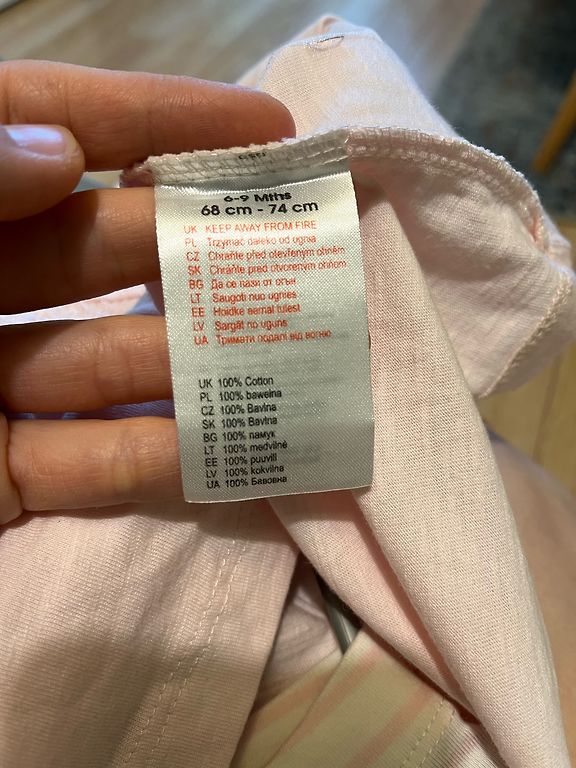 6-9 Mths
68 cm - 74 cm
UK KEEP AWAY FROM FIRE
PL Trzymać daleko od ognia
CZ Chraňte před otevřeným ohněm
SK Chráňte pred otvoreným ohňom
BG Да се пази от огън
LT Saugoti nuo ugnies
EE Hoidke eemal tulest
LV Sargāt no uguns
UA Тримати подалі від вогню
UK 100% Cotton
PL 100% bawełna
CZ 100% Bavlna
SK 100% Bavlna
BG 100% памук
LT 100% medvilnė
EE 100% puuvill
LV 100% kokvilna
UA 100% Бавовна